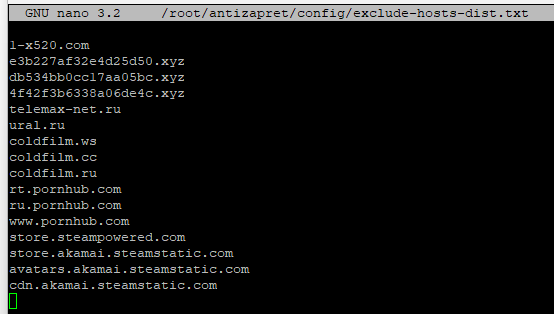 GNU nano 3.2 /root/antizapret/config/exclude-hosts-dist.txt
l-x520.com
e3b227af32e4d25d50.xyz
db534bb0cc17aa05bc.xyz
4f42f3b6338a06de4c.xyz
telemax-net.ru
ural.ru
coldfilm.ws
coldfilm.cc
coldfilm.ru
rt.pornhub.com
ru.pornhub.com
www.pornhub.com
store.steampowered.com
store.akamai.steamstatic.com
avatars.akamai.steamstatic.com
cdn.akamai.steamstatic.com